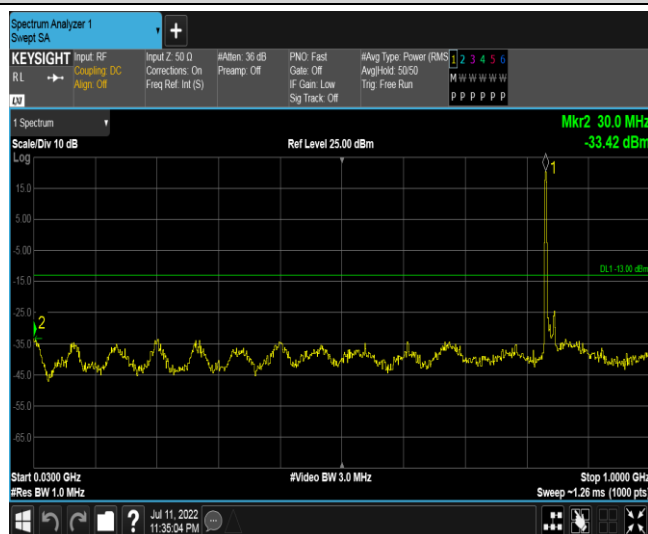 Spectrum Analyzer 1
Swept SA
+
KEYSIGHT
RL
LXI
Input: RF
Coupling: DC
Align: Off
Input Z: 50 Ω
Corrections: On
Freq Ref: Int (S)
#Atten: 36 dB
Preamp: Off
PNO: Fast
Gate: Off
IF Gain: Low
Sig Track: Off
#Avg Type: Power (RMS
Avg|Hold: 50/50
Trig: Free Run
1 2 3 4 5 6
M W W W W W
P P P P P P
1 Spectrum
Mkr2 30.0 MHz
-33.42 dBm
Scale/Div 10 dB
Ref Level 25.00 dBm
Log
1
15.0
5.00
-5.00
DL1 -13.00 dBm
-15.0
-25.0
2
-35.0
-45.0
-55.0
-65.0
Start 0.0300 GHz
#Video BW 3.0 MHz
Stop 1.0000 GHz
#Res BW 1.0 MHz
Sweep ~1.26 ms (1000 pts)
?
Jul 11, 2022
11:35:04 PM